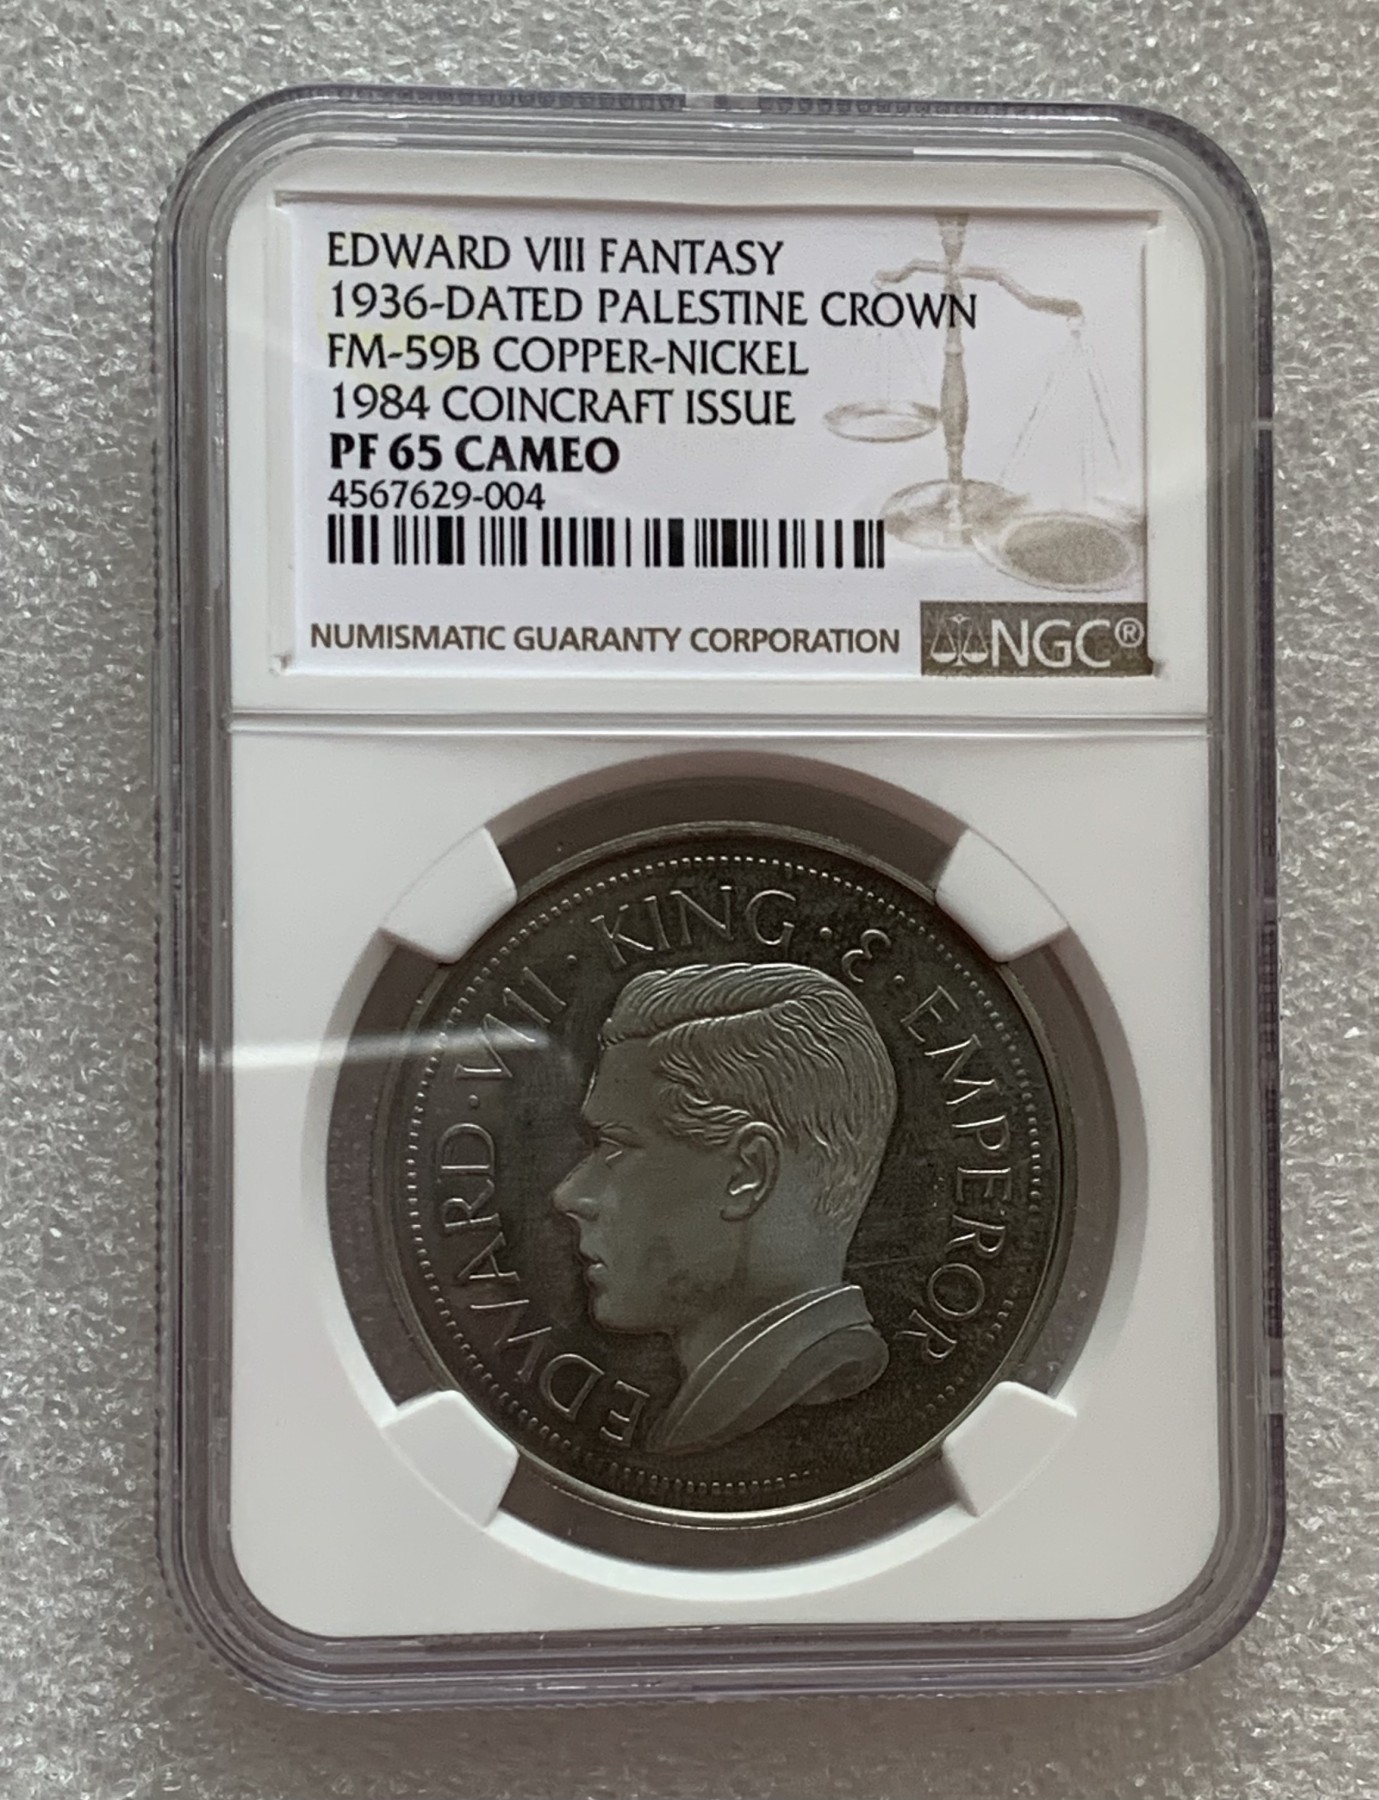 EDWARD VIII FANTASY
1936-DATED PALESTINE CROWN
FM-59B COPPER-NICKEL
1984 COINCRAFT ISSUE
PF 65 CAMEO
4567629-004
NUMISMATIC GUARANTY CORPORATION NGC®
EDWARD·VIII·KING·Ɛ·EMPEROR